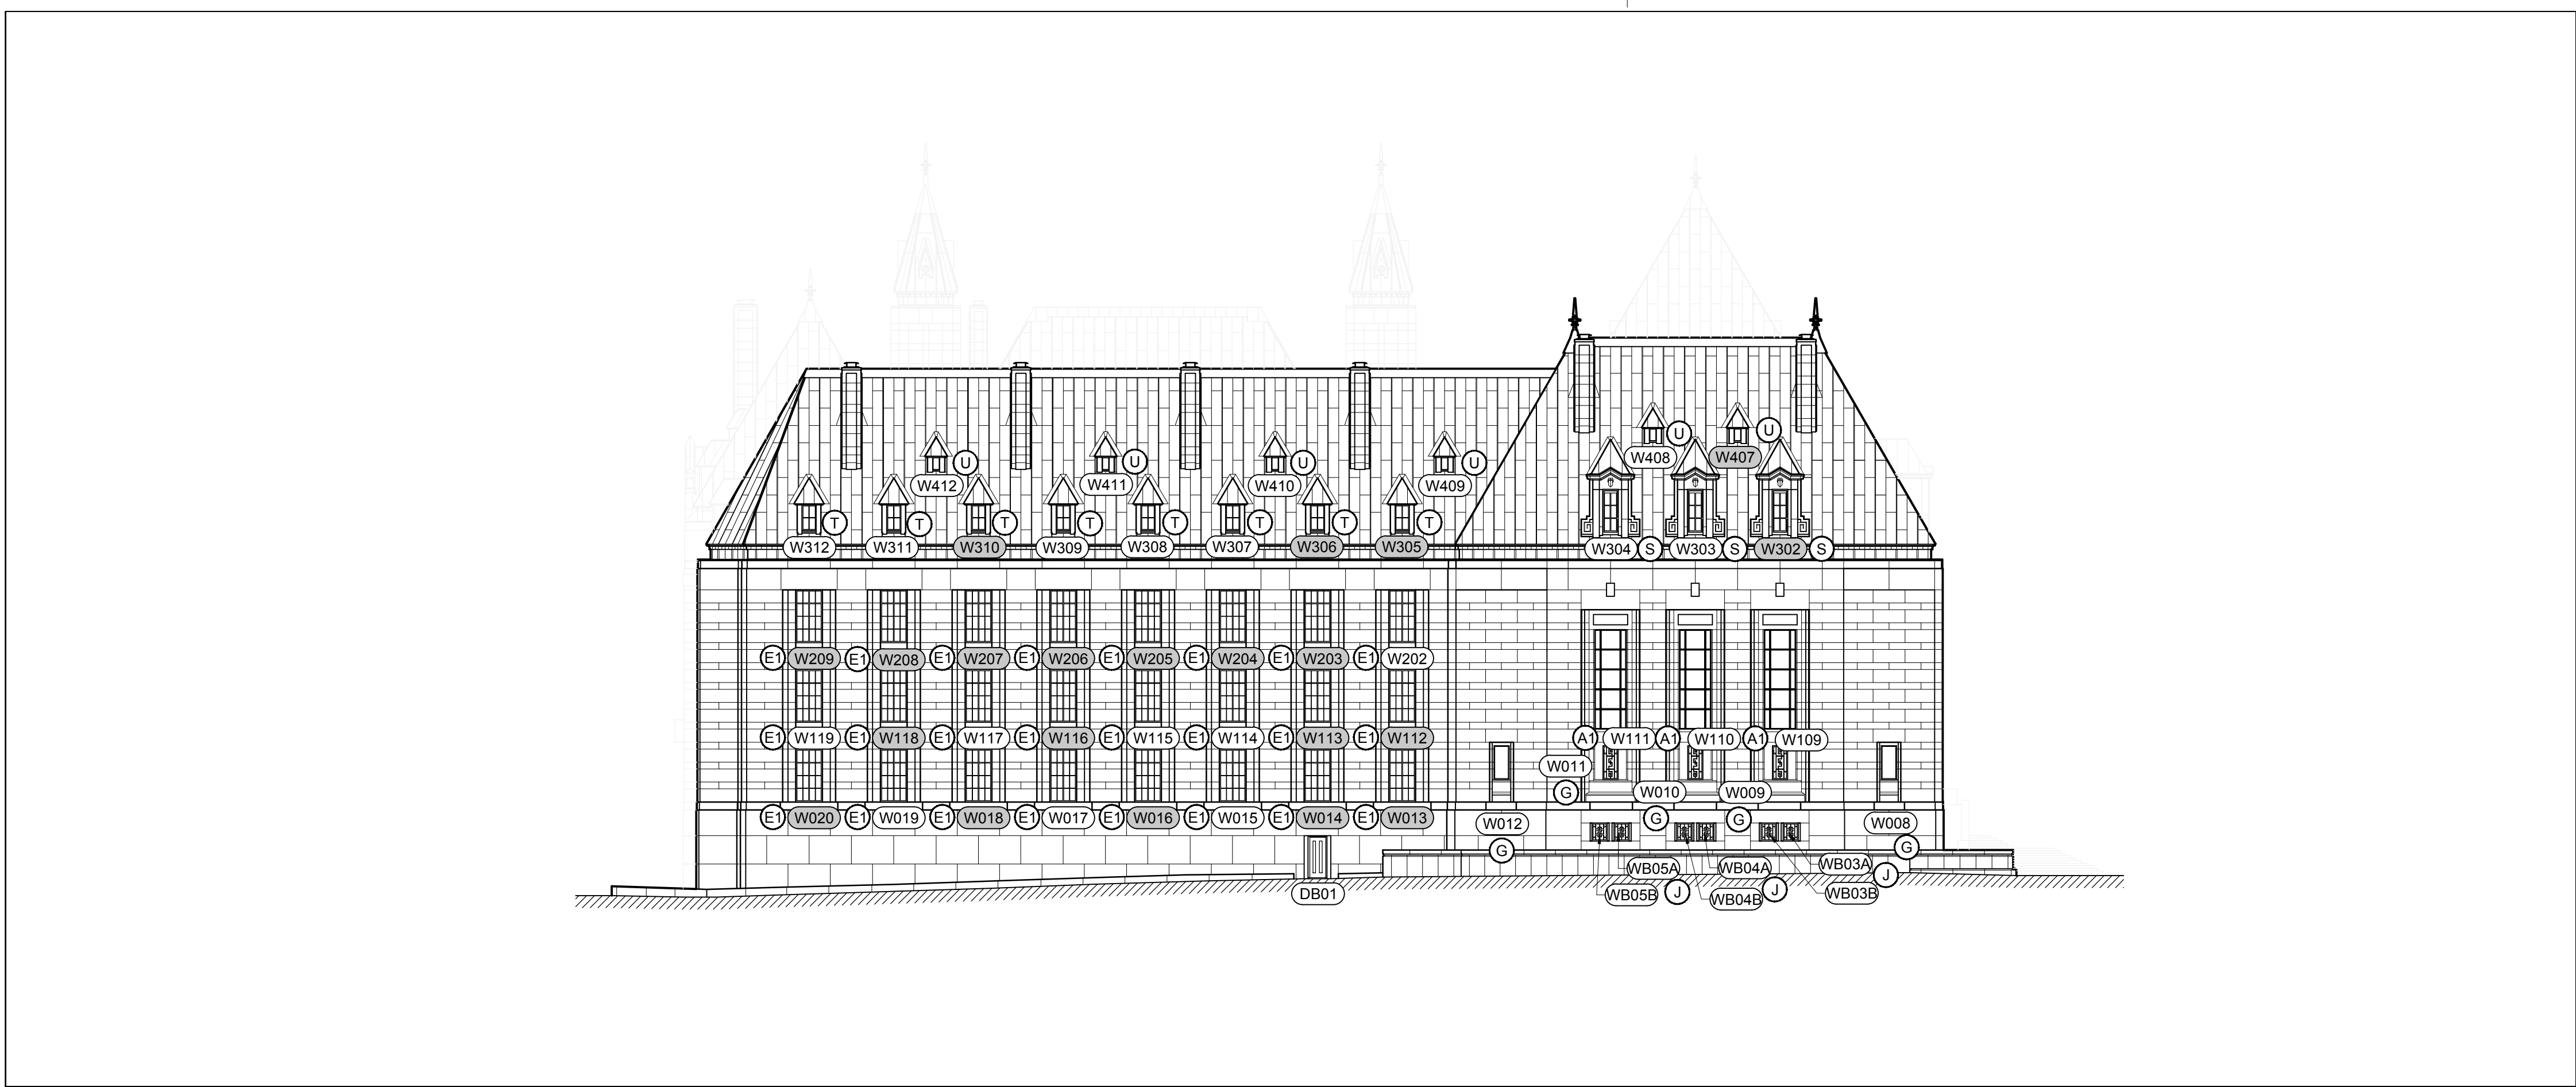 U U
W408 W407
U U U U
W412 W411 W410 W409
T T T T T T T T
W312 W311 W310 W309 W308 W307 W306 W305 W304 S W303 S W302 S
E1 W209 E1 W208 E1 W207 E1 W206 E1 W205 E1 W204 E1 W203 E1 W202
E1 W119 E1 W118 E1 W117 E1 W116 E1 W115 E1 W114 E1 W113 E1 W112 A1 W111 A1 W110 A1 W109
W011
G W010 W009
E1 W020 E1 W019 E1 W018 E1 W017 E1 W016 E1 W015 E1 W014 E1 W013 G G
W012 W008
G G
WB05A WB04A WB03A J
DB01 WB05B J WB04B J WB03B